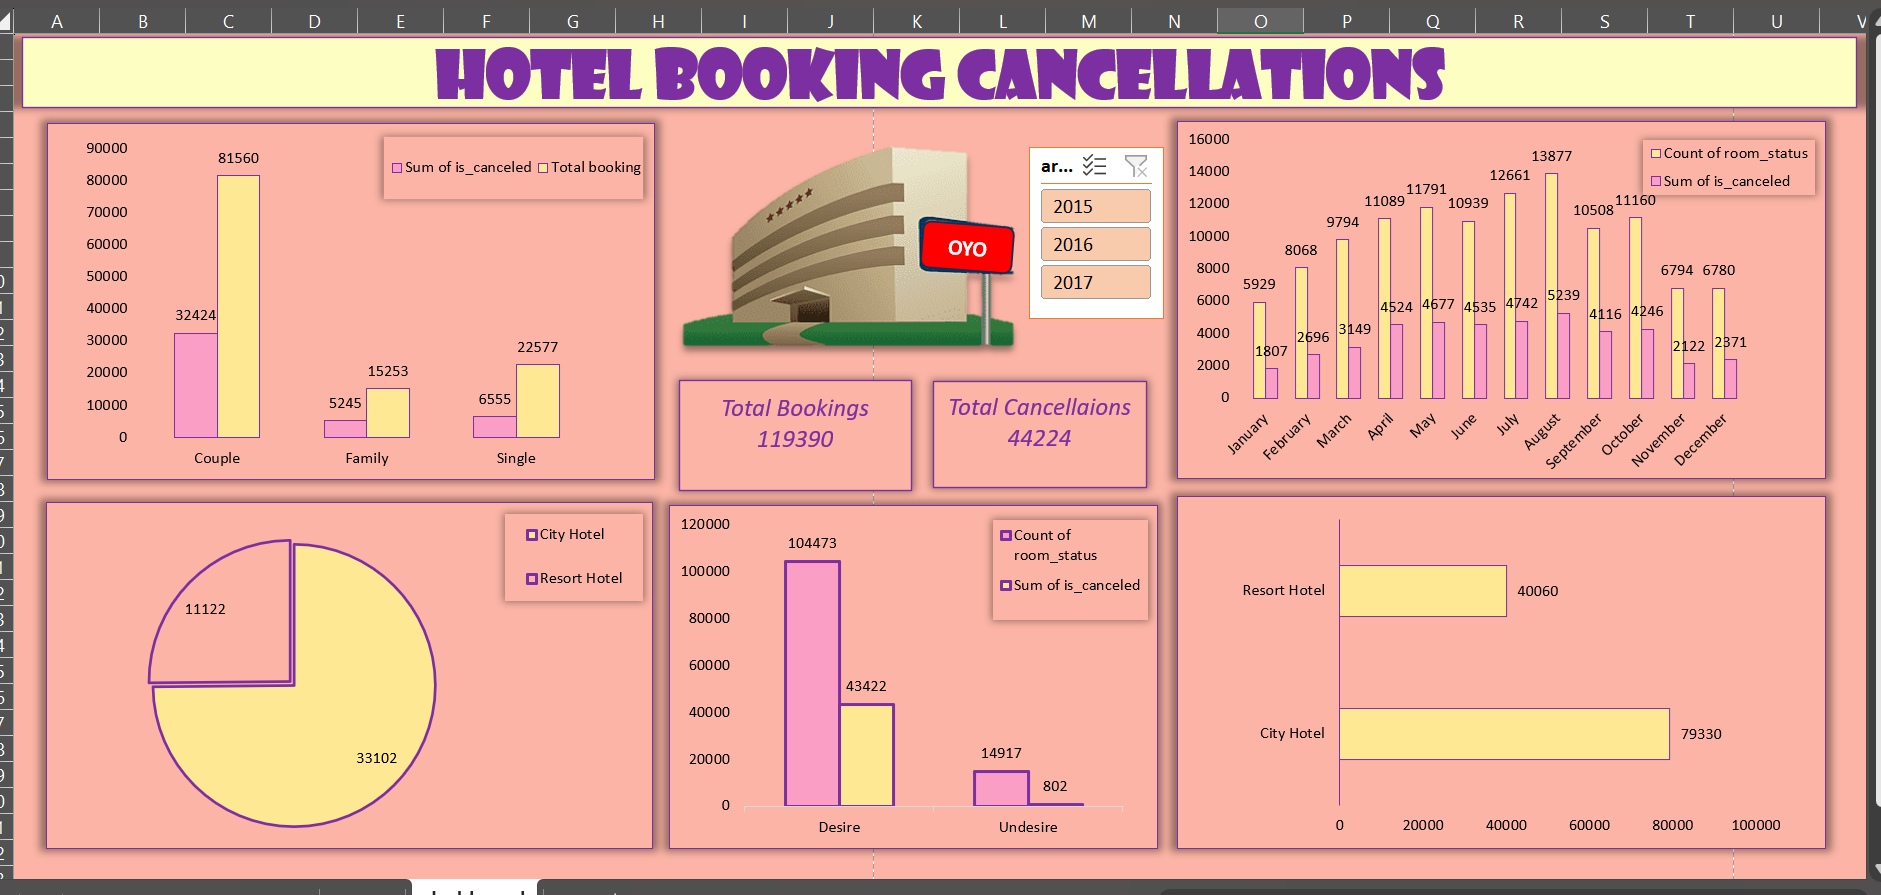 A B C D E F G H I J K L M N O P Q R S T U V
HOTEL BOOKING CANCELLATIONS
90000
80000
70000
60000
50000
40000
30000
20000
10000
0
Sum of is_canceled Total booking
32424
81560
5245
15253
6555
22577
Couple Family Single
OYO
ar...
2015
2016
2017
Total Bookings
119390
Total Cancellaions
44224
16000
14000
12000
10000
8000
6000
4000
2000
0
Count of room_status
Sum of is_canceled
5929 8068 9794 11089 11791 10939 12661 13877 10508 11160 6794 6780
1807 2696 3149 4524 4677 4535 4742 5239 4116 4246 2122 2371
January February March April May June July August September October November December
City Hotel
Resort Hotel
11122
33102
120000
100000
80000
60000
40000
20000
0
Count of
room_status
Sum of is_canceled
104473
43422
14917
802
Desire Undesire
Resort Hotel 40060
City Hotel 79330
0 20000 40000 60000 80000 100000